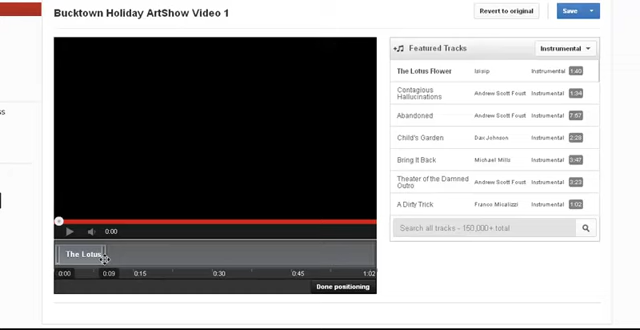 Bucktown Holiday ArtShow Video 1
Revert to original
Save
Featured Tracks
Instrumental
The Lotus Flower Instrumental 1:40
Contagious Hallucinations Andrew Scott Foust Instrumental 1:34
Abandoned Andrew Scott Foust Instrumental 7:57
Child's Garden Dan Johnson Instrumental 2:29
Bring It Back Michael Mills Instrumental 3:47
Theater of the Damned Outro Andrew Scott Foust Instrumental 3:23
A Dirty Trick Franco Micalizzi Instrumental 1:02
Search all tracks - 150,000+ total
0:00
The Lotus
0:00 0:09 0:15 0:30 0:45 1:02
Done positioning